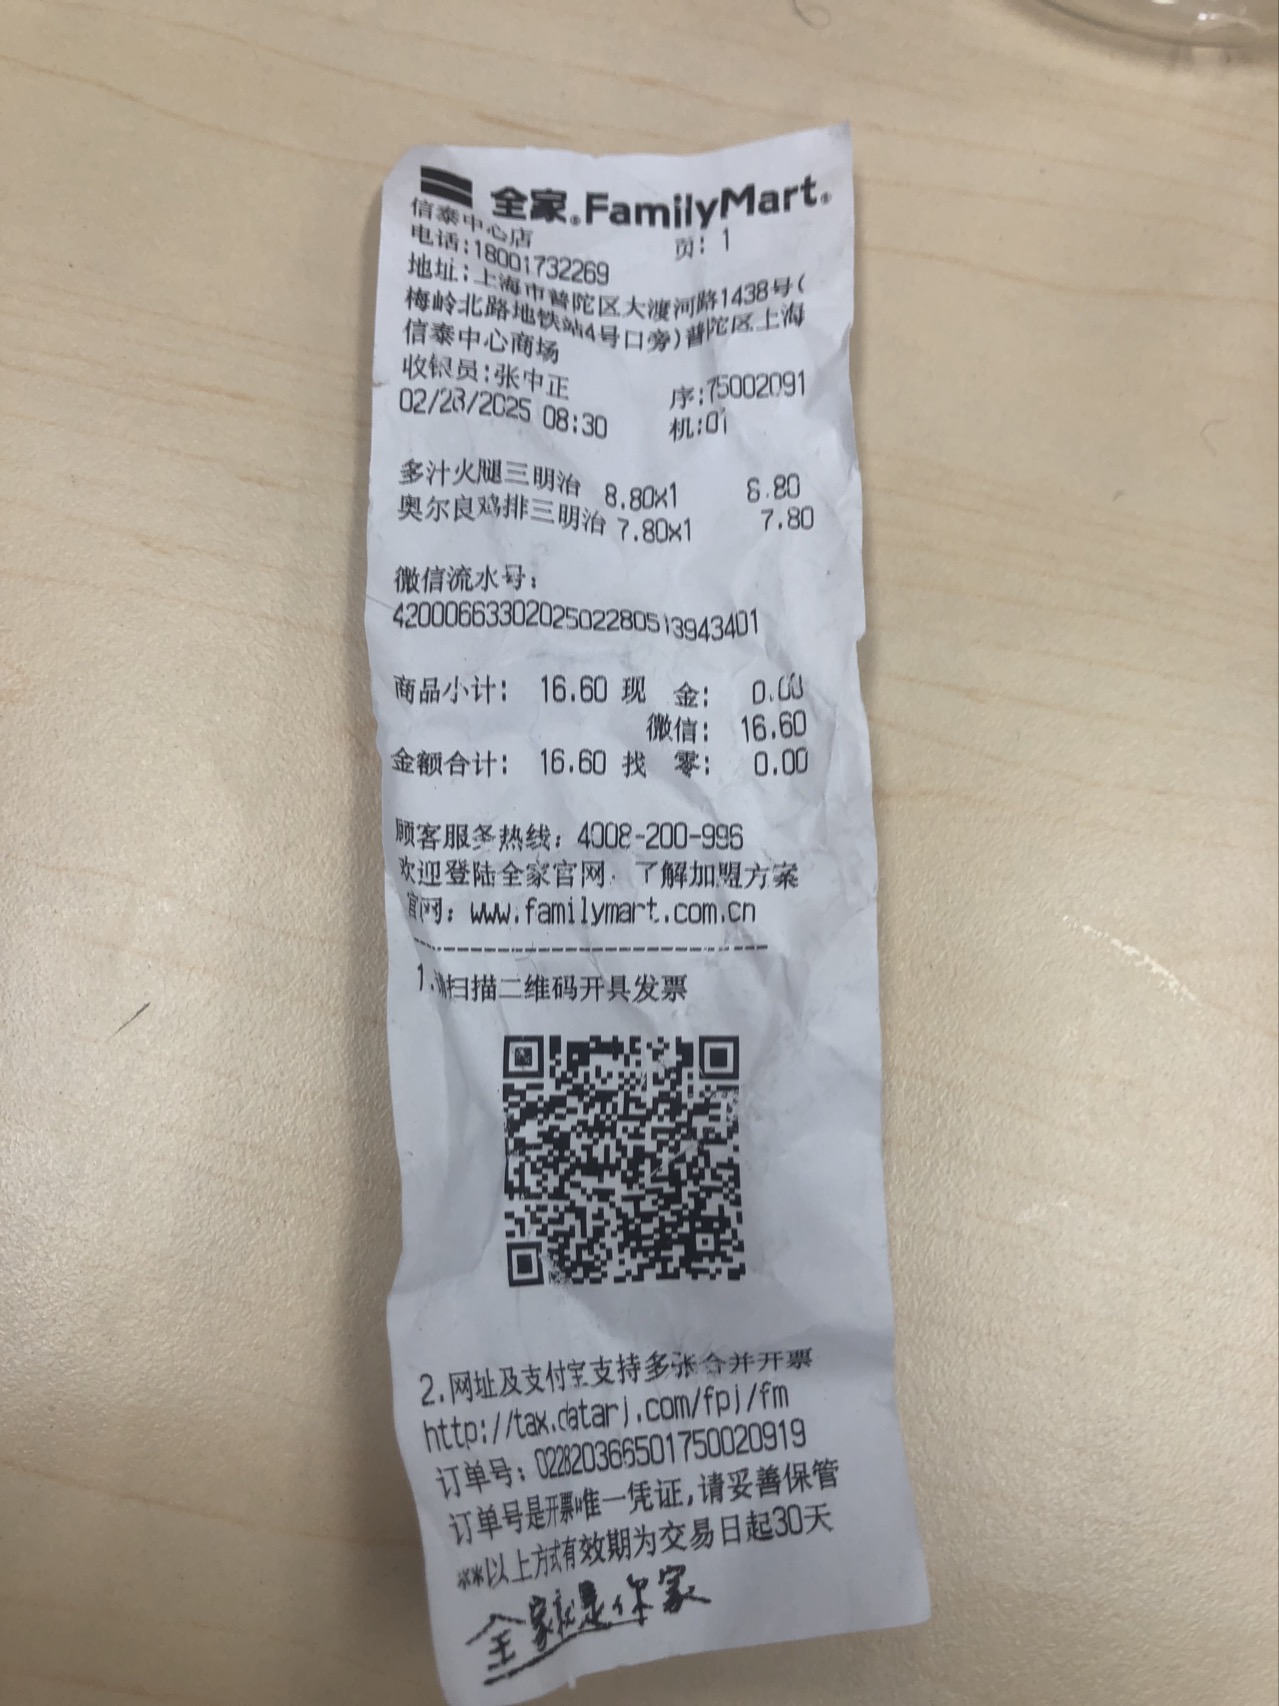 全家FamilyMart
信泰中心店 页: 1
电话:18001732269
地址:上海市普陀区大渡河路1438号(
梅岭北路地铁站4号口旁)普陀区上海
信泰中心商场
收银员:张中正 序:75002091
02/28/2025 08:30 机:01
多汁火腿三明治 8.80x1 8.80
奥尔良鸡排三明治 7.80x1 7.80
微信流水号:
4200066330202502280513943401
商品小计: 16.60 现 金: 0.00
微信: 16.60
金额合计: 16.60 找 零: 0.00
顾客服务热线: 4008-200-996
欢迎登陆全家官网, 了解加盟方案
官网: www.familymart.com.cn
1.请扫描二维码开具发票
2.网址及支付宝支持多张合并开票
http://tax.datarj.com/fpj/fm
订单号: 022820366501750020919
订单号是开票唯一凭证,请妥善保管
**以上方式有效期为交易日起30天
全家就是你家